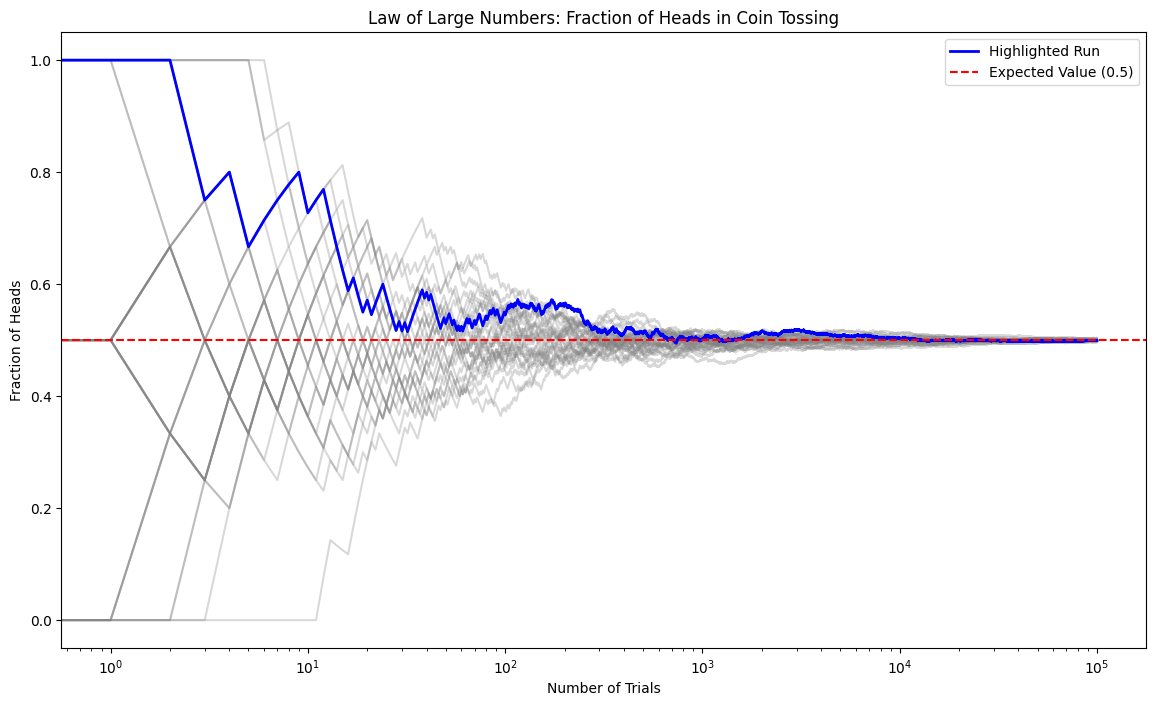 Law of Large Numbers: Fraction of Heads in Coin Tossing
Highlighted Run
Expected Value (0.5)
1.0
0.8
0.6
0.4
0.2
0.0
Fraction of Heads
10⁰
10¹
10²
10³
10⁴
10⁵
Number of Trials